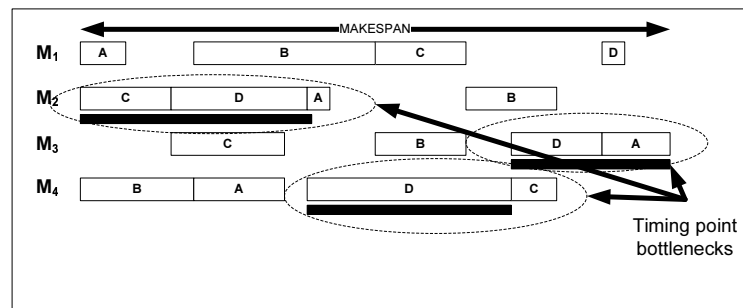 MAKESPAN
M1 A B C D
M2 C D A B
M3 C B D A
M4 B A D C
Timing point
bottlenecks